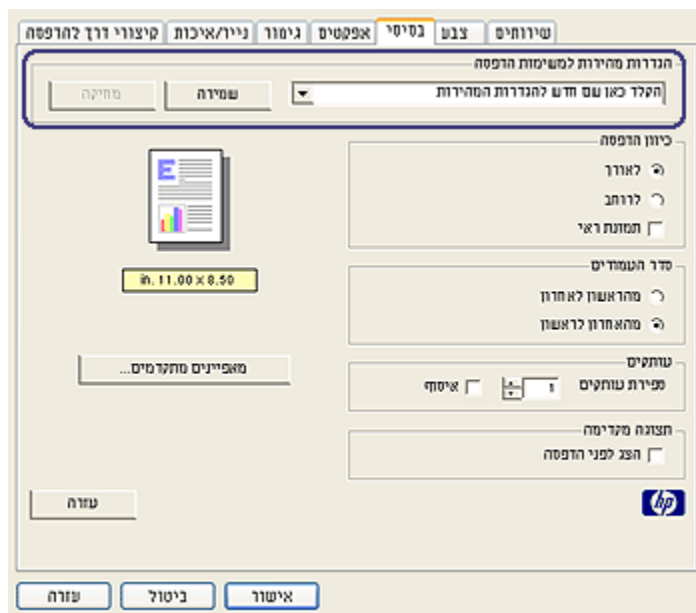 שירותים
צבע
בסיסי
אפקטים
גימור
נייר/איכות
קיצורי דרך להדפסה
הגדרות מהירות למשימות הדפסה
הקלד כאן שם חדש להגדרות המהירות
שמירה
מחיקה
כיוון הדפסה
לאורך
לרוחב
תמונת ראי
E
in. 11.00 X 8.50
סדר העמודים
מהראשון לאחרון
מהאחרון לראשון
מאפיינים מתקדמים...
עותקים
ספירת עותקים
1
איסוף
תצוגה מקדימה
הצג לפני הדפסה
עזרה
hp
אישור
ביטול
עזרה